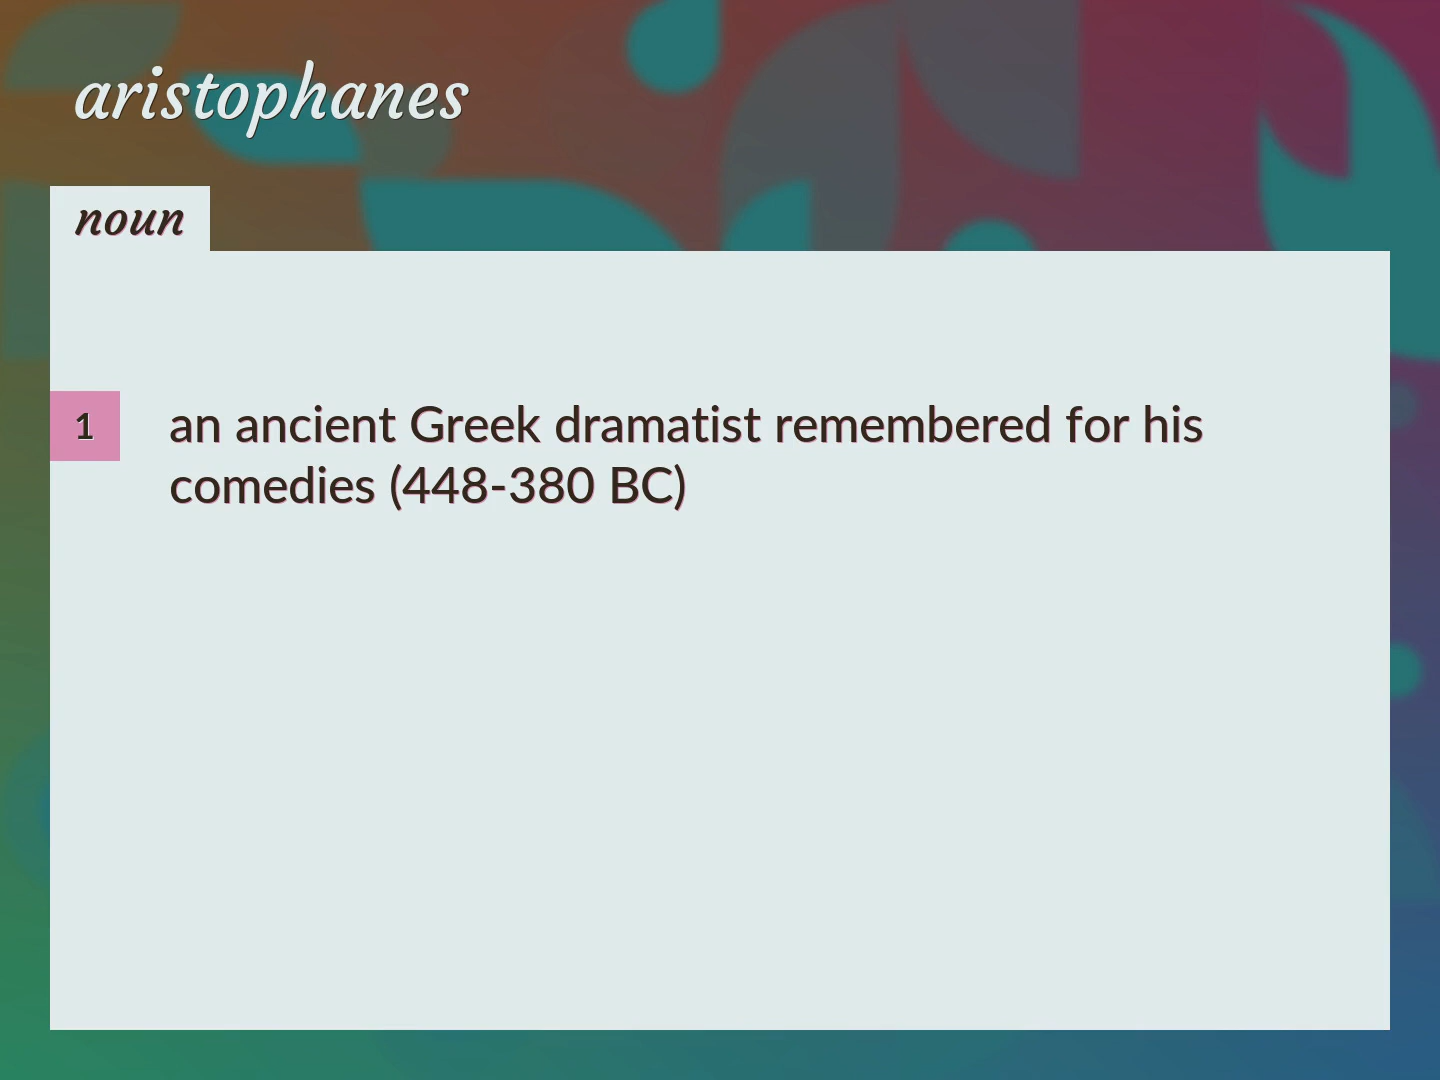 aristophanes
noun
1
an ancient Greek dramatist remembered for his
comedies (448-380 BC)